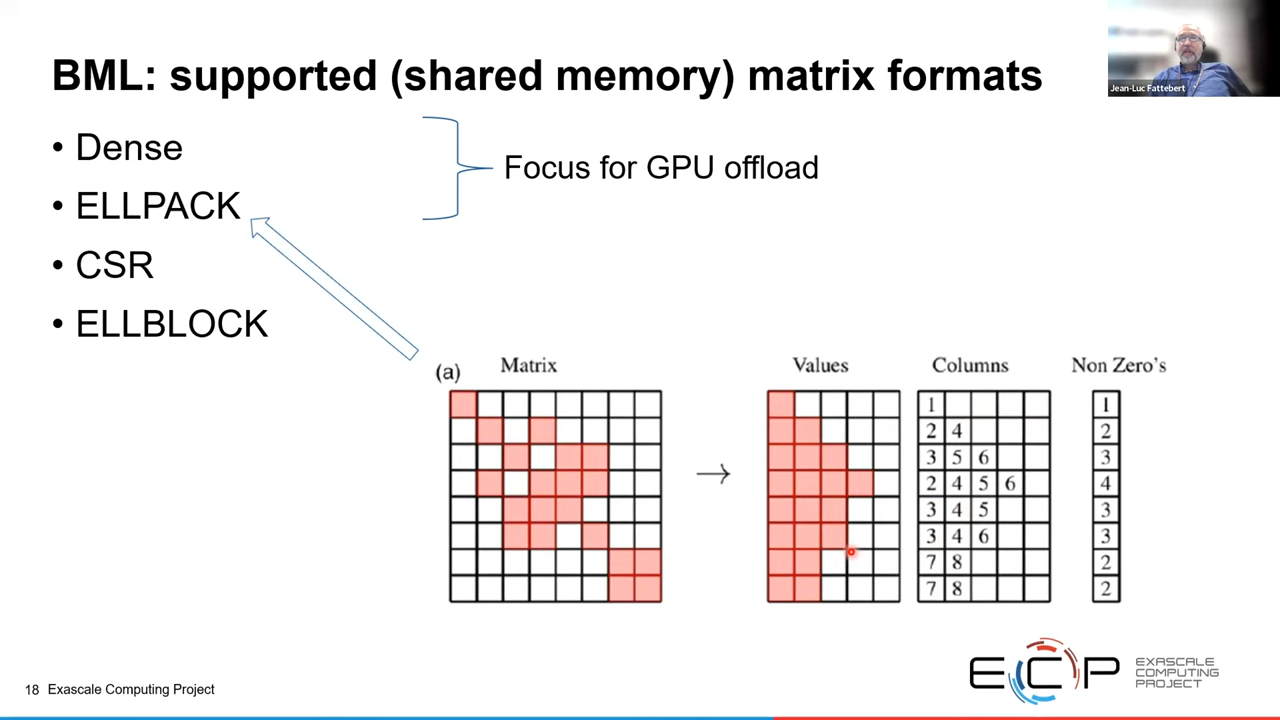 BML: supported (shared memory) matrix formats
Jean-Luc Fattebert
• Dense
• ELLPACK
• CSR
• ELLBLOCK
Focus for GPU offload
(a) Matrix
→
Values
Columns
Non Zero's
1
2 4
3 5 6
2 4 5 6
3 4 5
3 4 6
7 8
7 8
1
2
3
4
3
3
2
2
18 Exascale Computing Project
ECP
EXASCALE
COMPUTING
PROJECT